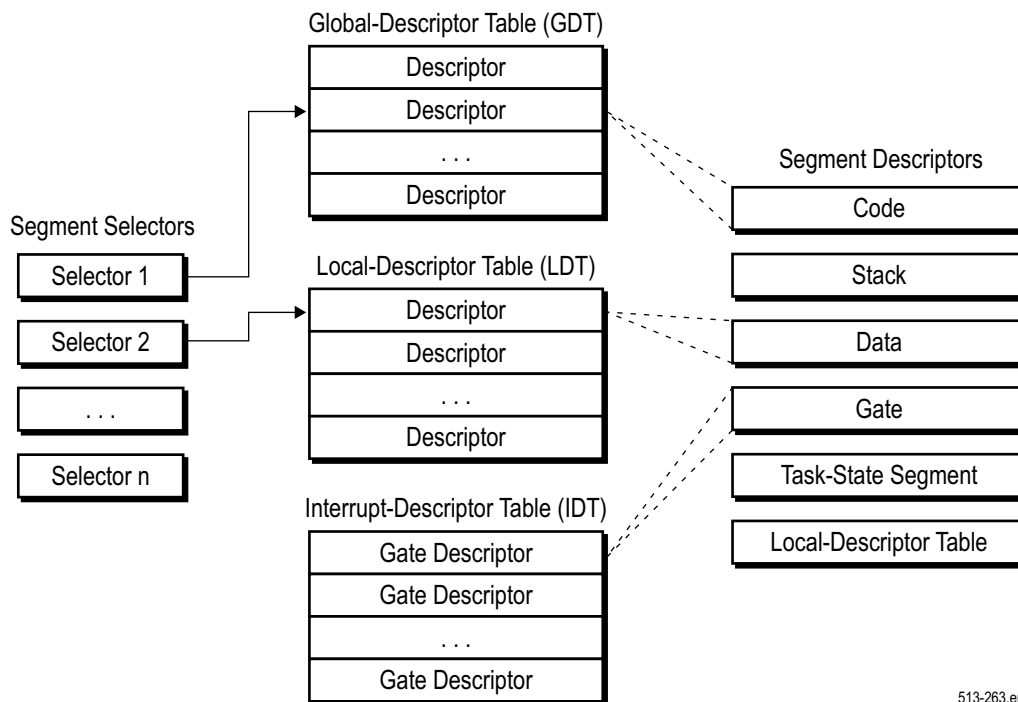 Global-Descriptor Table (GDT)
Descriptor
Descriptor
. . .
Descriptor
Segment Selectors
Selector 1
Selector 2
. . .
Selector n
Local-Descriptor Table (LDT)
Descriptor
Descriptor
. . .
Descriptor
Interrupt-Descriptor Table (IDT)
Gate Descriptor
Gate Descriptor
. . .
Gate Descriptor
Segment Descriptors
Code
Stack
Data
Gate
Task-State Segment
Local-Descriptor Table